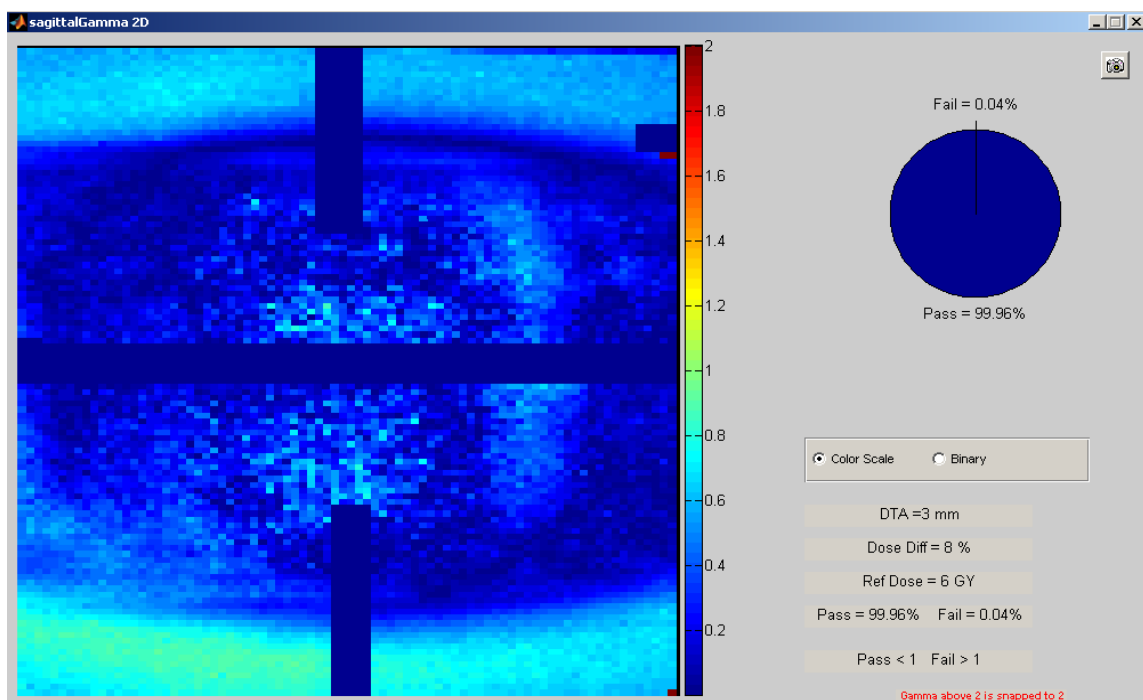 sagittalGamma 2D
2
1.8
1.6
1.4
1.2
1
0.8
0.6
0.4
0.2
Fail = 0.04%
Pass = 99.96%
Color Scale Binary
DTA =3 mm
Dose Diff = 8 %
Ref Dose = 6 GY
Pass = 99.96% Fail = 0.04%
Pass < 1 Fail > 1
Gamma above 2 is snapped to 2